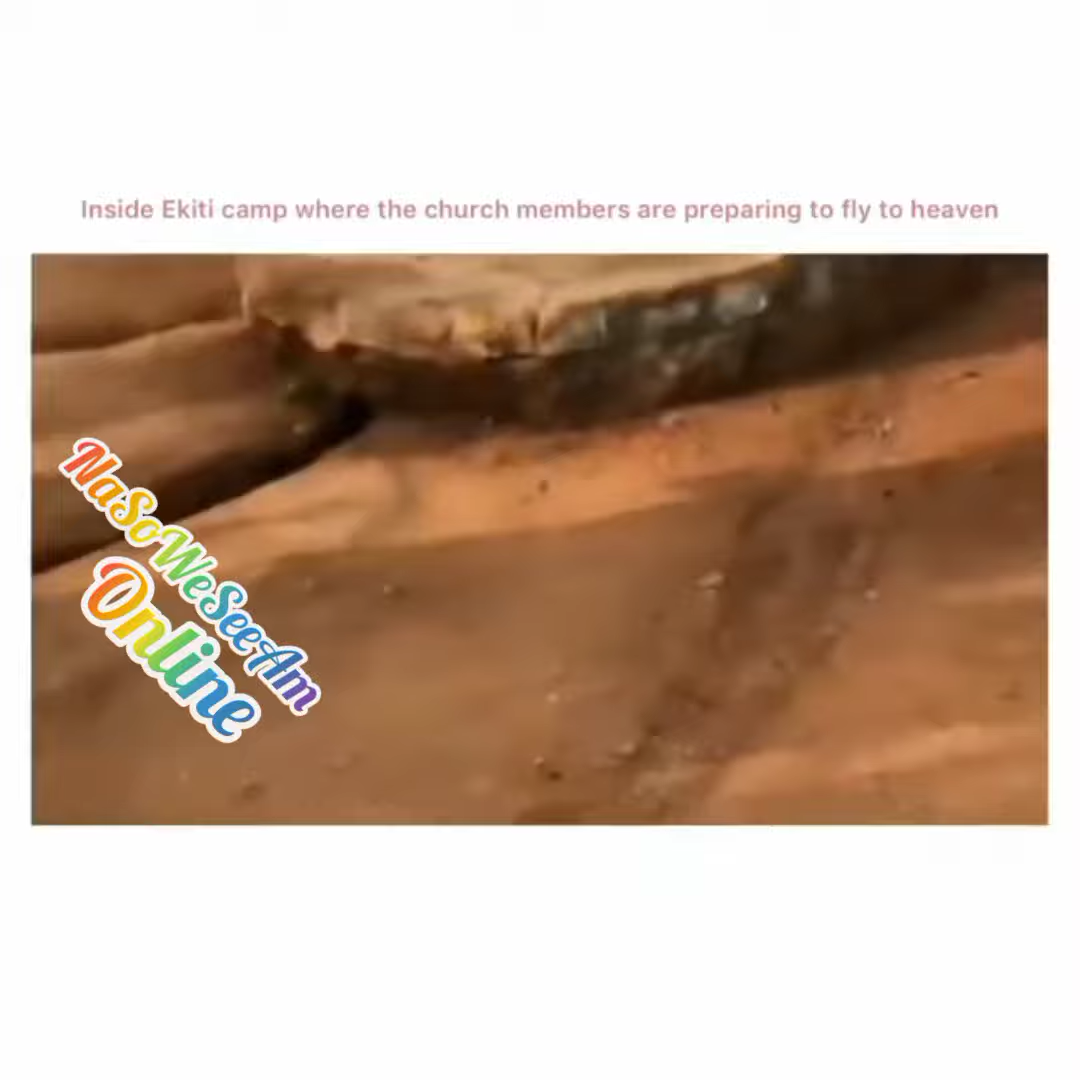 Inside Ekiti camp where the church members are preparing to fly to heaven
NaSoWeSeeAm
Online